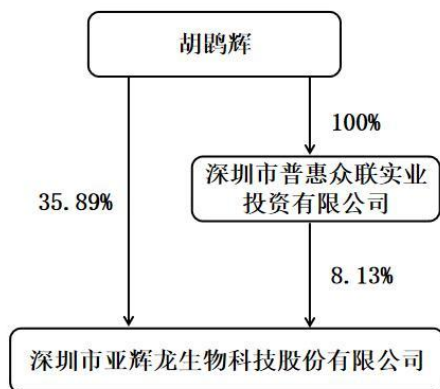 胡鹍辉
100%
深圳市普惠众联实业
投资有限公司
35.89%
8.13%
深圳市亚辉龙生物科技股份有限公司